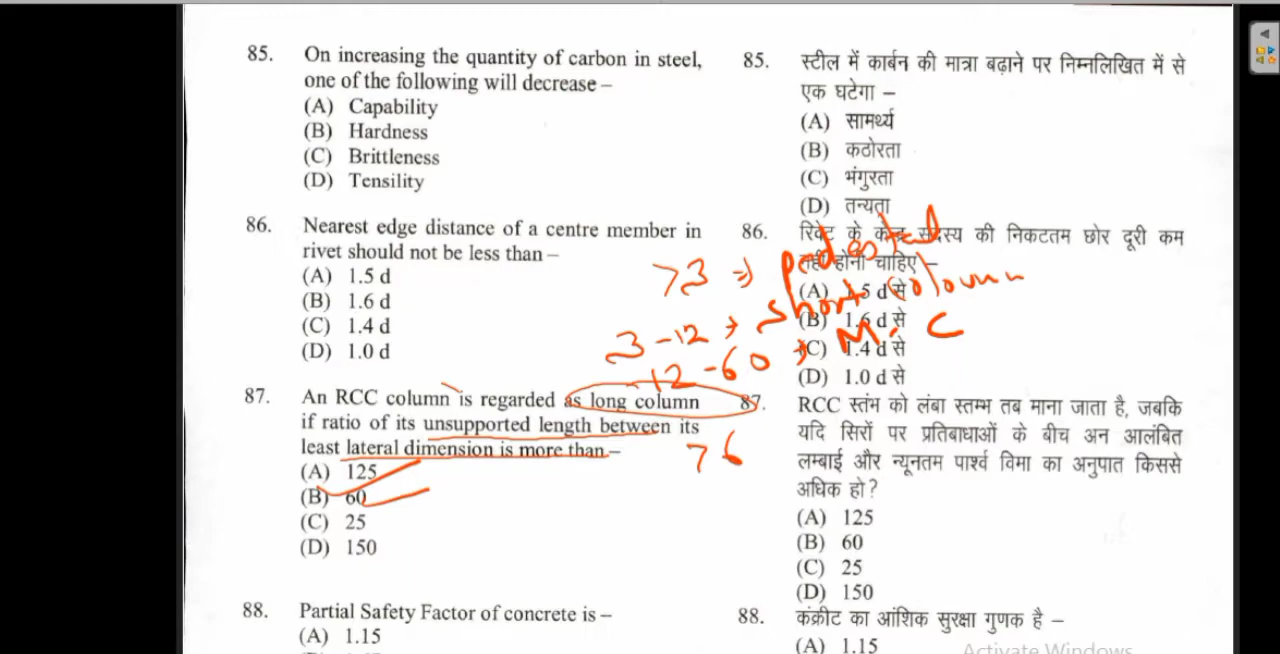 85. On increasing the quantity of carbon in steel,
one of the following will decrease –
(A) Capability
(B) Hardness
(C) Brittleness
(D) Tensility
86. Nearest edge distance of a centre member in
rivet should not be less than –
(A) 1.5 d
(B) 1.6 d
(C) 1.4 d
(D) 1.0 d
87. An RCC column is regarded as long column
if ratio of its unsupported length between its
least lateral dimension is more than –
(A) 125
(B) 60
(C) 25
(D) 150
88. Partial Safety Factor of concrete is –
(A) 1.15
85. स्टील में कार्बन की मात्रा बढ़ाने पर निम्नलिखित में से
एक घटेगा –
(A) सामर्थ्य
(B) कठोरता
(C) भंगुरता
(D) तन्यता
86. रिवेट के केन्द्र सदस्य की निकटतम छोर दूरी कम
नहीं होना चाहिए –
(A) 1.5 d से
(B) 1.6 d से
(C) 1.4 d से
(D) 1.0 d से
87. RCC स्तंभ को लंबा स्तम्भ तब माना जाता है, जबकि
यदि सिरों पर प्रतिबाधाओं के बीच अन आलंबित
लम्बाई और न्यूनतम पार्श्व विमा का अनुपात किससे
अधिक हो ?
(A) 125
(B) 60
(C) 25
(D) 150
88. कंक्रीट का आंशिक सुरक्षा गुणक है –
(A) 1.15
>3 ⇒ pedestal
3-12 → short coloumn
12-60 → M. C
76
Activate Windows